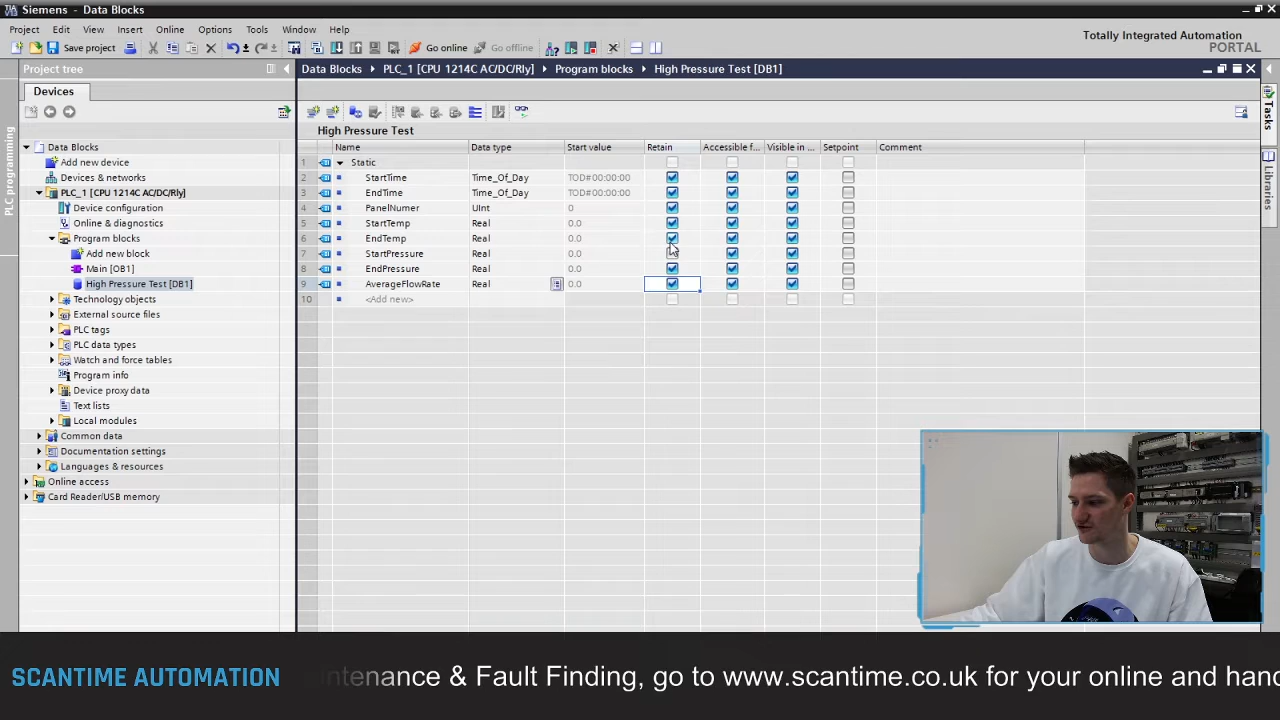 Siemens - Data Blocks
Project Edit View Insert Online Options Tools Window Help
Totally Integrated Automation
PORTAL
Save project
Go online
Go offline
Project tree
Data Blocks PLC_1 [CPU 1214C AC/DC/Rly] Program blocks High Pressure Test [DB1]
Devices
PLC programming
Tasks
Libraries
Data Blocks
Add new device
Devices & networks
PLC_1 [CPU 1214C AC/DC/Rly]
Device configuration
Online & diagnostics
Program blocks
Add new block
Main [OB1]
High Pressure Test [DB1]
Technology objects
External source files
PLC tags
PLC data types
Watch and force tables
Program info
Device proxy data
Text lists
Local modules
Common data
Documentation settings
Languages & resources
Online access
Card Reader/USB memory
High Pressure Test
Name Data type Start value Retain Accessible f... Visible in ... Setpoint Comment
1 Static
2 StartTime Time_Of_Day TOD#00:00:00
3 EndTime Time_Of_Day TOD#00:00:00
4 PanelNumer UInt 0
5 StartTemp Real 0.0
6 EndTemp Real 0.0
7 StartPressure Real 0.0
8 EndPressure Real 0.0
9 AverageFlowRate Real 0.0
10 <Add new>
SCANTIME AUTOMATION
intenance & Fault Finding, go to www.scantime.co.uk for your online and hand